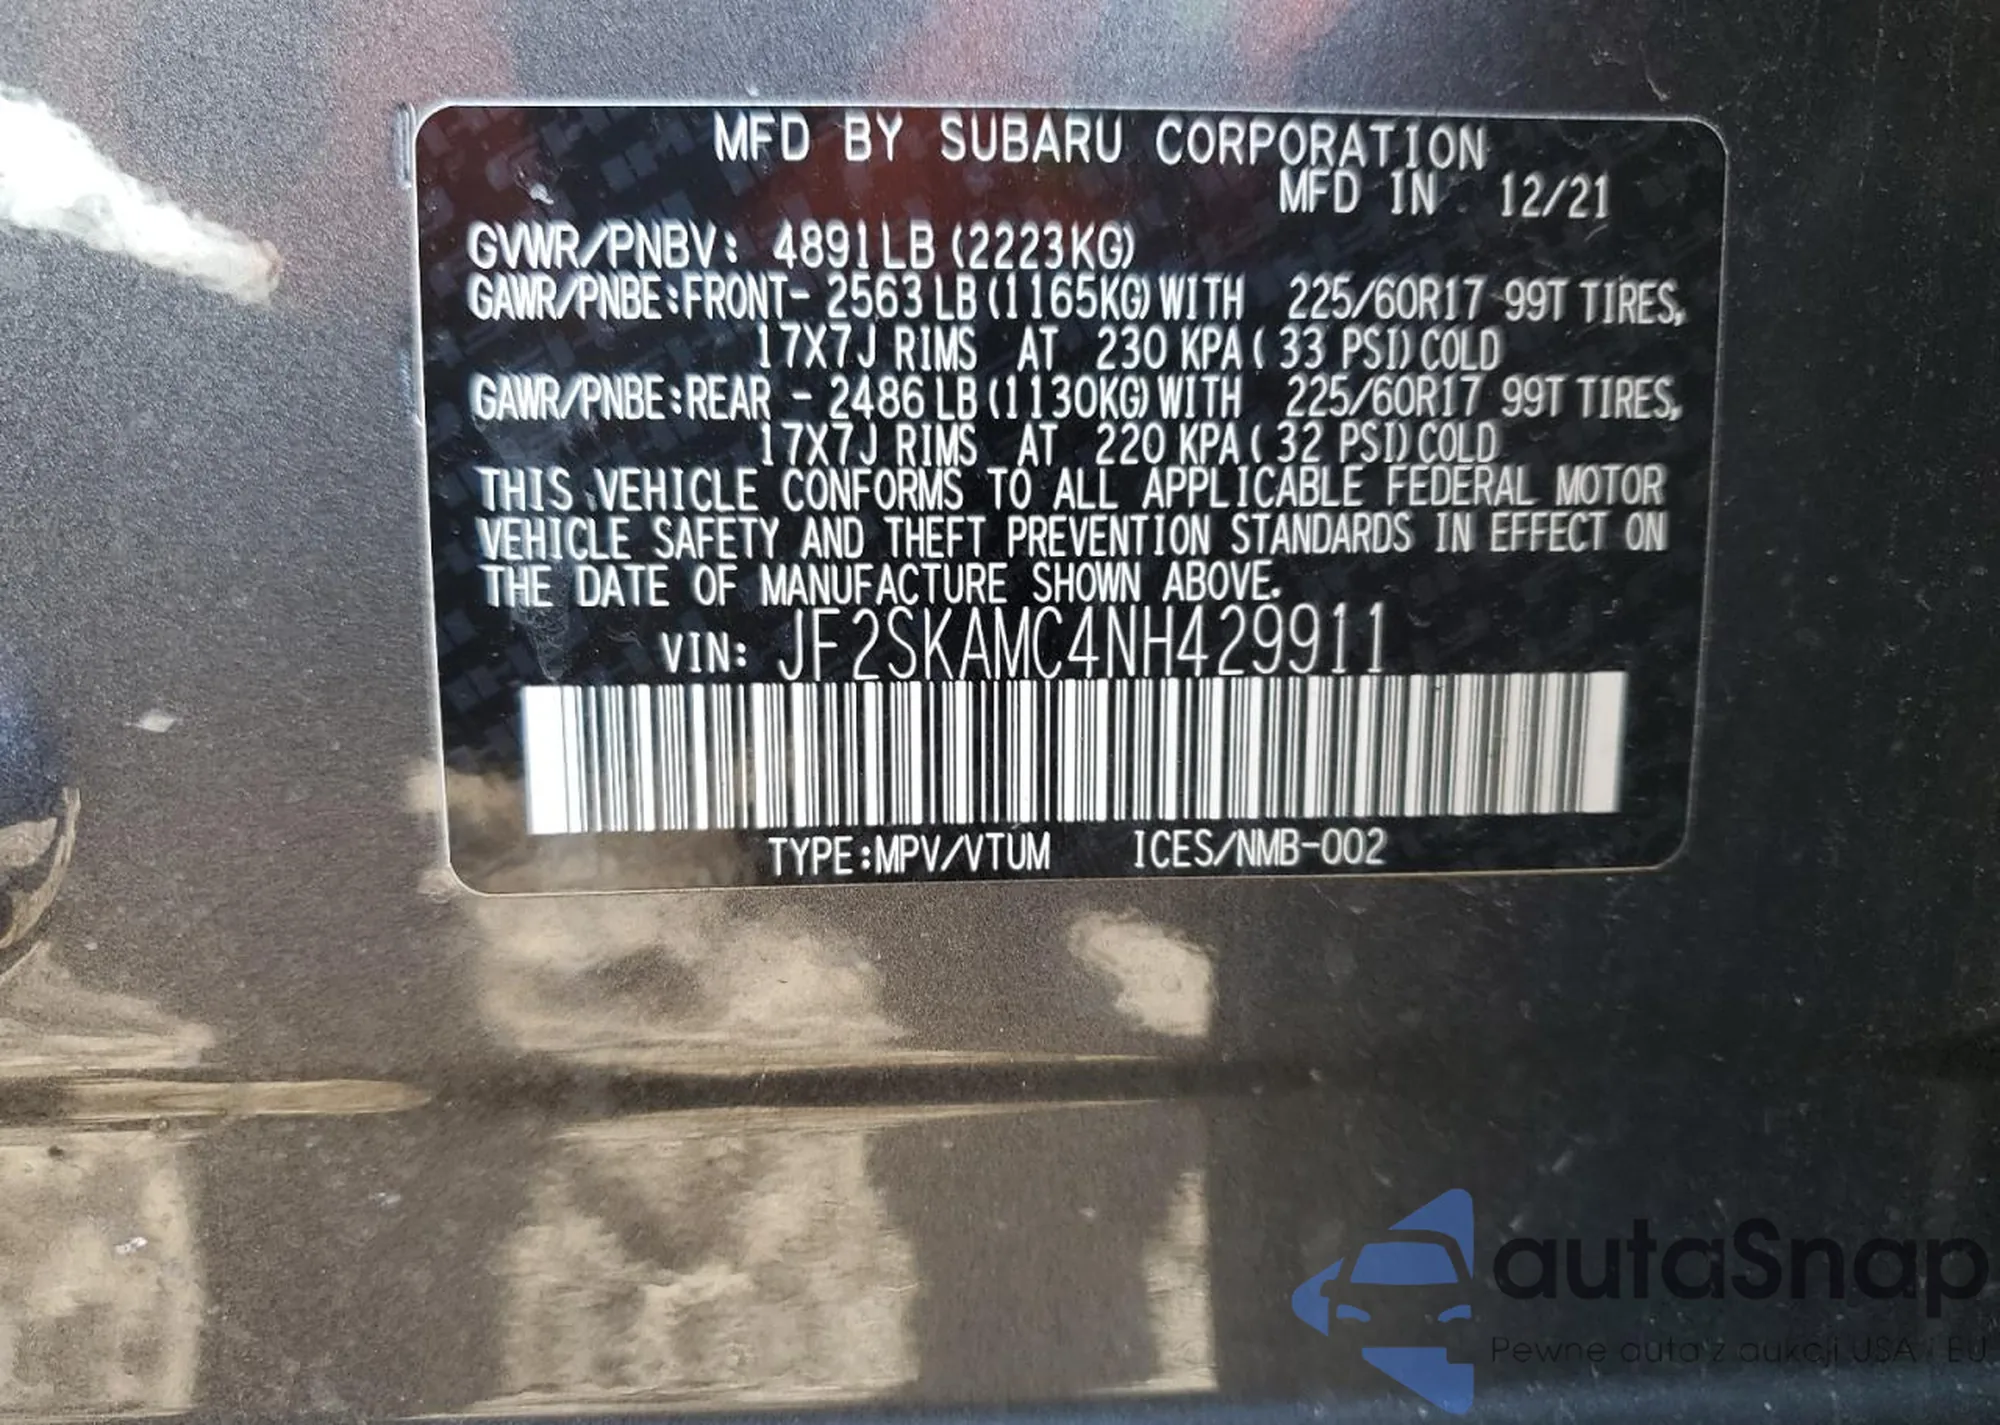 MFD BY SUBARU CORPORATION
MFD IN 12/21
GVWR/PNBV: 4891LB (2223KG)
GAWR/PNBE:FRONT- 2563 LB (1165KG) WITH 225/60R17 99T TIRES,
17X7J RIMS AT 230 KPA ( 33 PSI) COLD
GAWR/PNBE:REAR - 2486 LB (1130KG) WITH 225/60R17 99T TIRES,
17X7J RIMS AT 220 KPA ( 32 PSI) COLD
THIS VEHICLE CONFORMS TO ALL APPLICABLE FEDERAL MOTOR
VEHICLE SAFETY AND THEFT PREVENTION STANDARDS IN EFFECT ON
THE DATE OF MANUFACTURE SHOWN ABOVE.
VIN: JF2SKAMC4NH429911
TYPE:MPV/VTUM ICES/NMB-002
autaSnap
Pewne auta z aukcji USA i EU